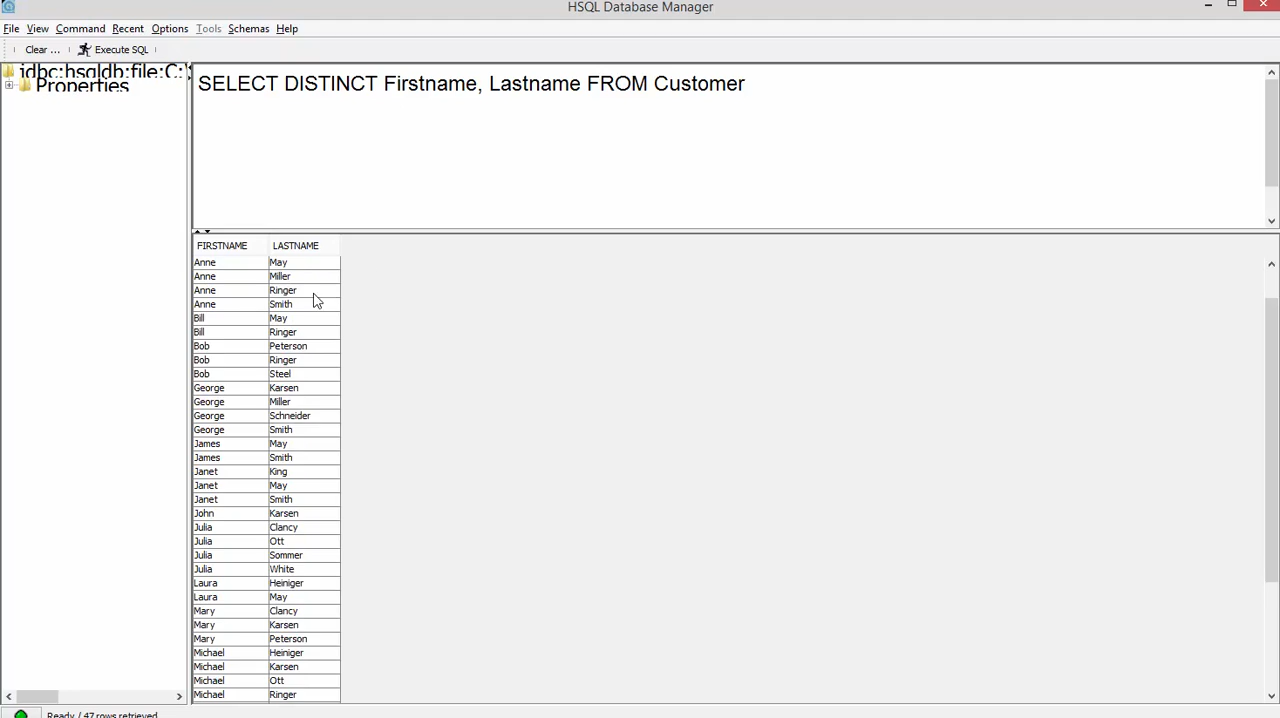 HSQL Database Manager
File View Command Recent Options Tools Schemas Help
Clear ... Execute SQL
jdbc:hsqldb:file:C:\
Properties
SELECT DISTINCT Firstname, Lastname FROM Customer
FIRSTNAME LASTNAME
Anne May
Anne Miller
Anne Ringer
Anne Smith
Bill May
Bill Ringer
Bob Peterson
Bob Ringer
Bob Steel
George Karsen
George Miller
George Schneider
George Smith
James May
James Smith
Janet King
Janet May
Janet Smith
John Karsen
Julia Clancy
Julia Ott
Julia Sommer
Julia White
Laura Heiniger
Laura May
Mary Clancy
Mary Karsen
Mary Peterson
Michael Heiniger
Michael Karsen
Michael Ott
Michael Ringer
Ready / 47 rows retrieved